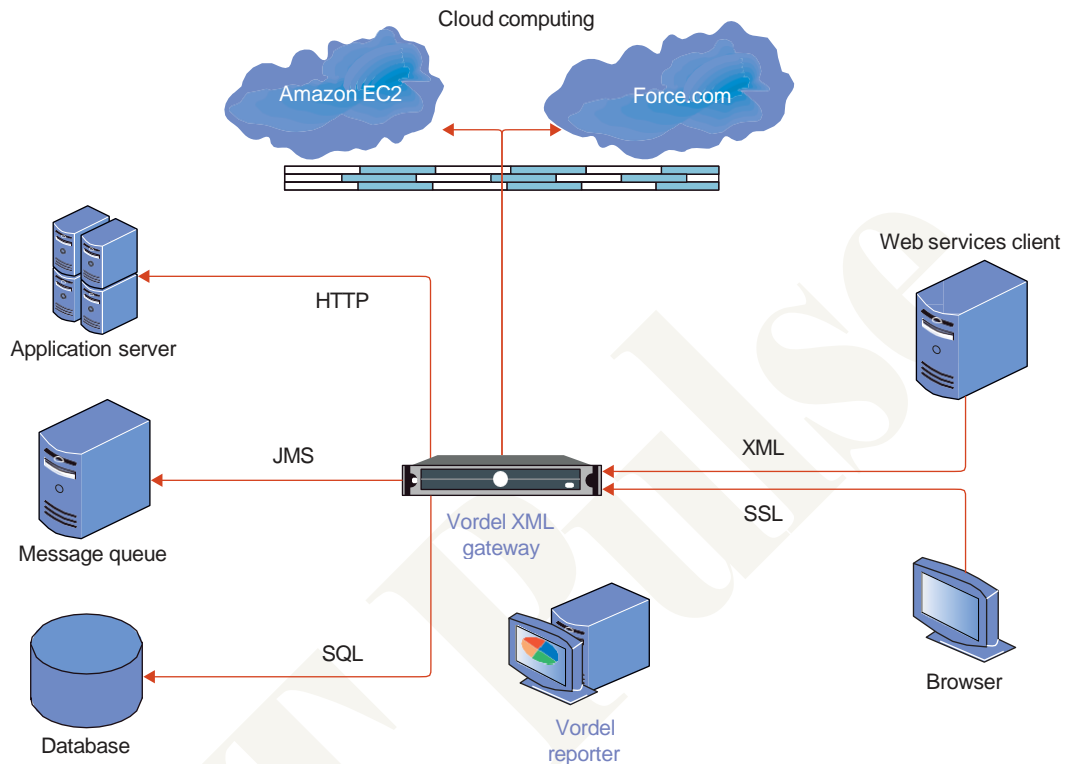 Cloud computing
Amazon EC2
Force.com
Web services client
HTTP
Application server
XML
JMS
SSL
Vordel XML
gateway
Message queue
SQL
Browser
Vordel
reporter
Database
Pulse